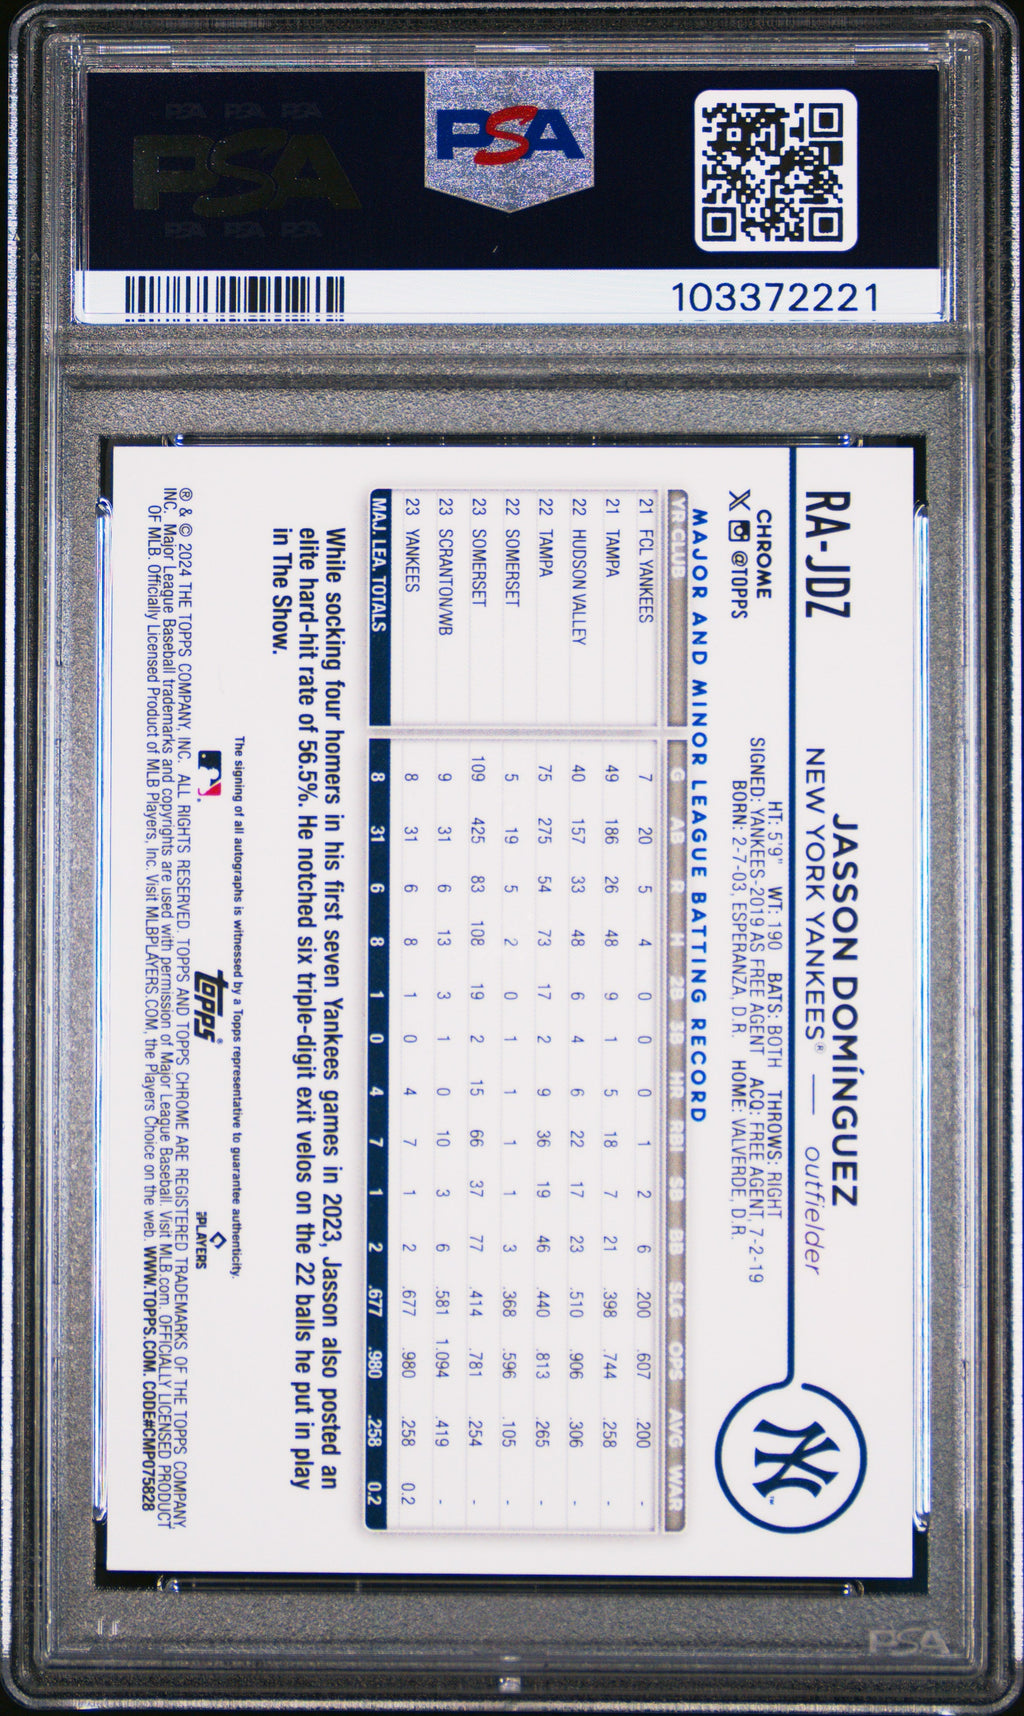 PSA PSA PSA
PSA
PSA PSA PSA
PSA
103372221
RA-JDZ
JASSON DOMÍNGUEZ
NEW YORK YANKEES® — outfielder
CHROME
X @TOPPS
HT: 5'9" WT: 190 BATS: BOTH THROWS: RIGHT
SIGNED: YANKEES-2019 AS FREE AGENT ACQ: FREE AGENT, 7-2-19
BORN: 2-7-03, ESPERANZA, D.R. HOME: VALVERDE, D.R.
NY
MAJOR AND MINOR LEAGUE BATTING RECORD
YR CLUB G AB R H 2B 3B HR RBI SB BB SLG OPS AVG WAR
21 FCL YANKEES 7 20 5 4 0 0 0 1 2 6 .200 .607 .200 -
21 TAMPA 49 186 26 48 9 1 5 18 7 21 .398 .744 .258 -
22 HUDSON VALLEY 40 157 33 48 6 4 6 22 17 23 .510 .906 .306 -
22 TAMPA 75 275 54 73 17 2 9 36 19 46 .440 .813 .265 -
22 SOMERSET 5 19 5 2 0 1 1 1 1 3 .368 .596 .105 -
23 SOMERSET 109 425 83 108 19 2 15 66 37 77 .414 .781 .254 -
23 SCRANTON/WB 9 31 6 13 3 1 0 10 3 6 .581 1.094 .419 -
23 YANKEES 8 31 6 8 1 0 4 7 1 2 .677 .980 .258 0.2
MAJ. LEA. TOTALS 8 31 6 8 1 0 4 7 1 2 .677 .980 .258 0.2
While socking four homers in his first seven Yankees games in 2023, Jasson also posted an
elite hard-hit rate of 56.5%. He notched six triple-digit exit velos on the 22 balls he put in play
in The Show.
The signing of all autographs is witnessed by a Topps representative to guarantee authenticity.
topps®
PLAYERS
® & © 2024 THE TOPPS COMPANY, INC. ALL RIGHTS RESERVED. TOPPS AND TOPPS CHROME ARE REGISTERED TRADEMARKS OF THE TOPPS COMPANY,
INC. Major League Baseball trademarks and copyrights are used with permission of Major League Baseball. Visit MLB.com. OFFICIALLY LICENSED PRODUCT
OF MLB. Officially Licensed Product of MLB Players, Inc. Visit MLBPLAYERS.COM, the Players Choice on the web. WWW.TOPPS.COM. CODE#CMP075828
PSA